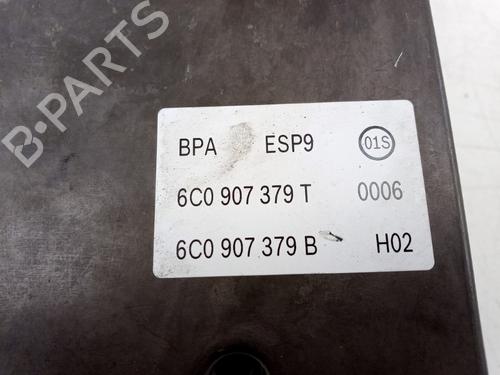 B-PARTS
BPA ESP9 01S
6C0 907 379 T 0006
6C0 907 379 B H02